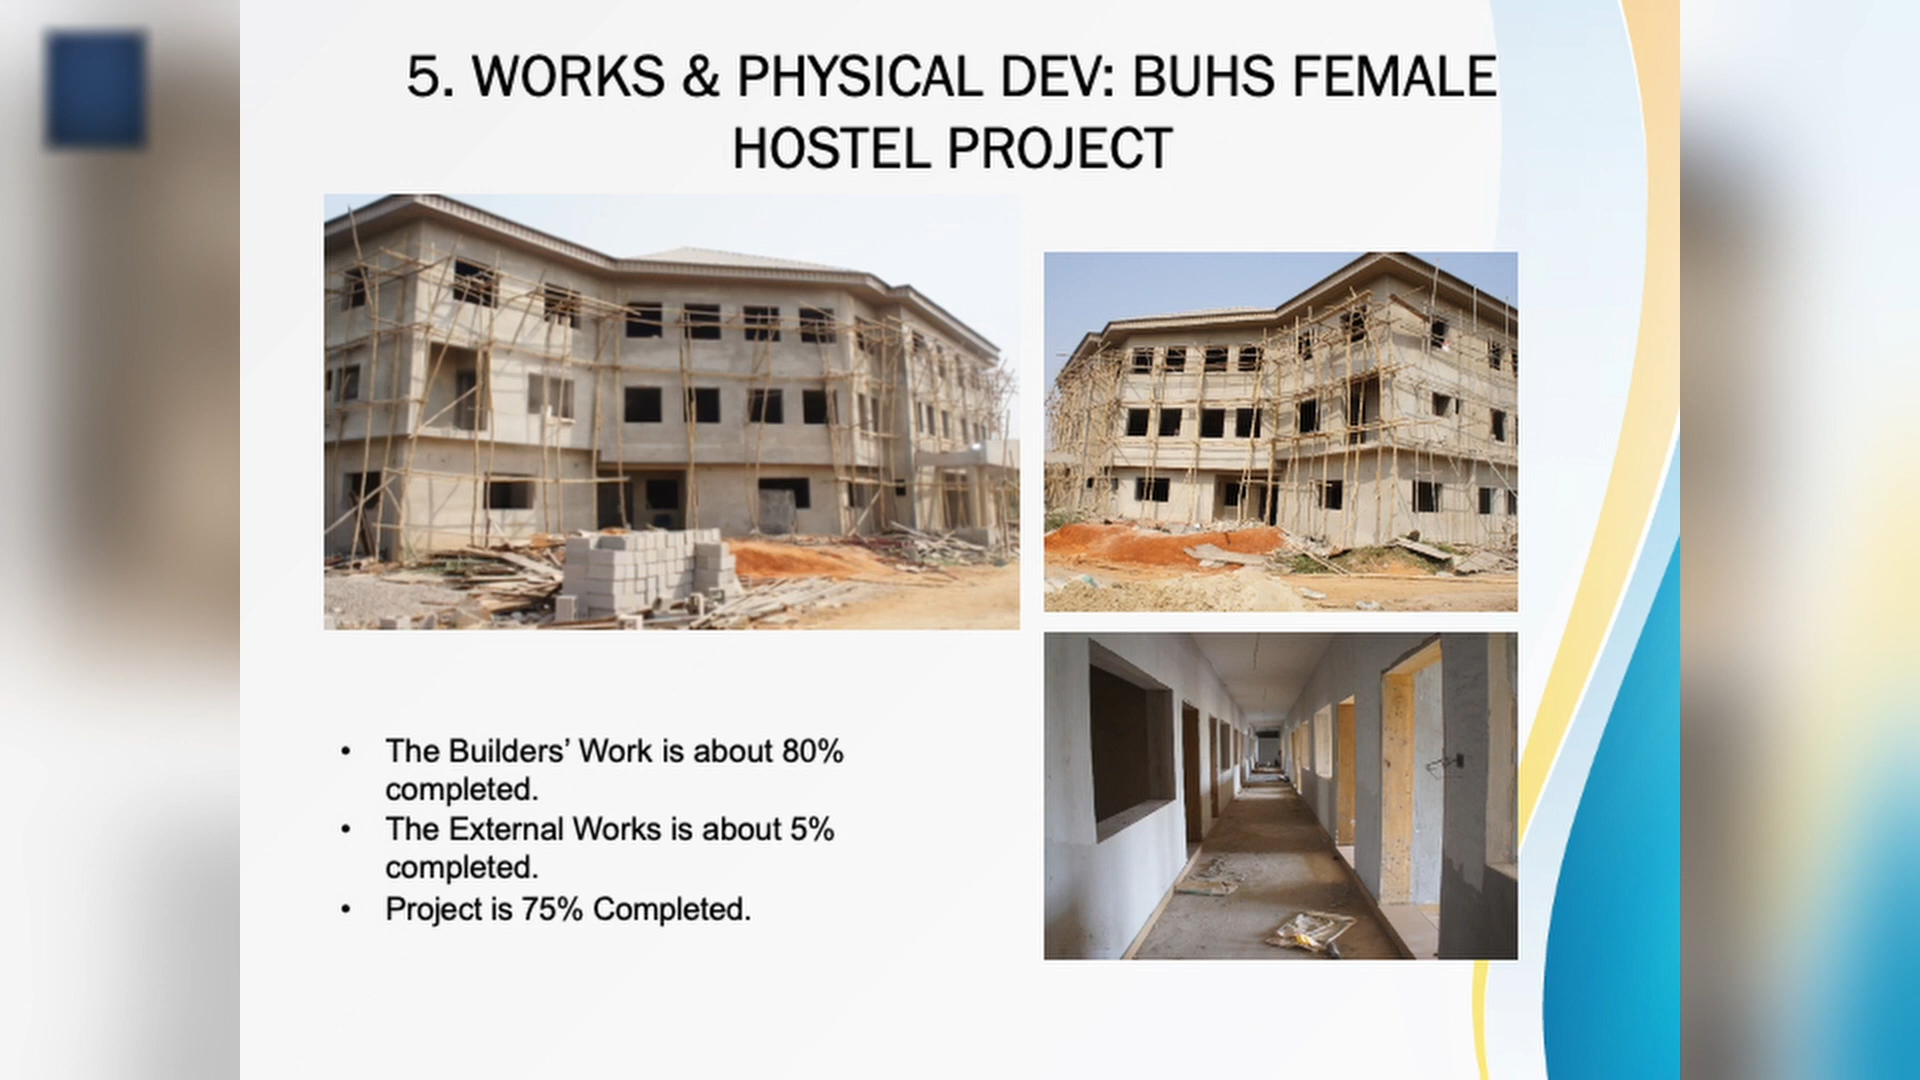 5. WORKS & PHYSICAL DEV: BUHS FEMALE
HOSTEL PROJECT
• The Builders’ Work is about 80%
completed.
• The External Works is about 5%
completed.
• Project is 75% Completed.